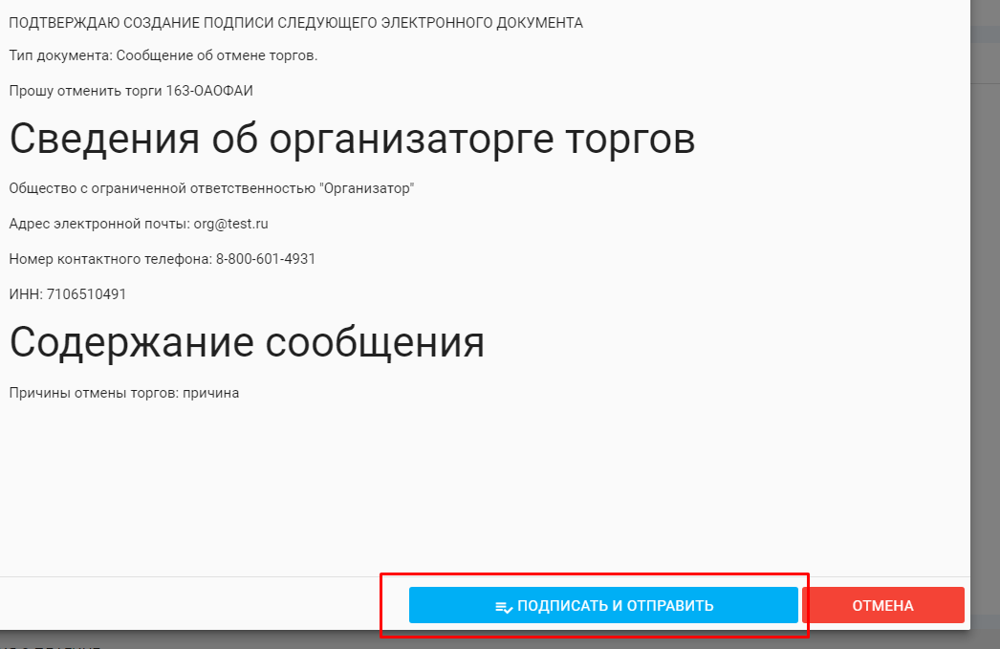 ПОДТВЕРЖДАЮ СОЗДАНИЕ ПОДПИСИ СЛЕДУЮЩЕГО ЭЛЕКТРОННОГО ДОКУМЕНТА
Тип документа: Сообщение об отмене торгов.
Прошу отменить торги 163-ОАОФАИ
Сведения об организаторге торгов
Общество с ограниченной ответственностью "Организатор"
Адрес электронной почты: org@test.ru
Номер контактного телефона: 8-800-601-4931
ИНН: 7106510491
Содержание сообщения
Причины отмены торгов: причина
ПОДПИСАТЬ И ОТПРАВИТЬ
ОТМЕНА